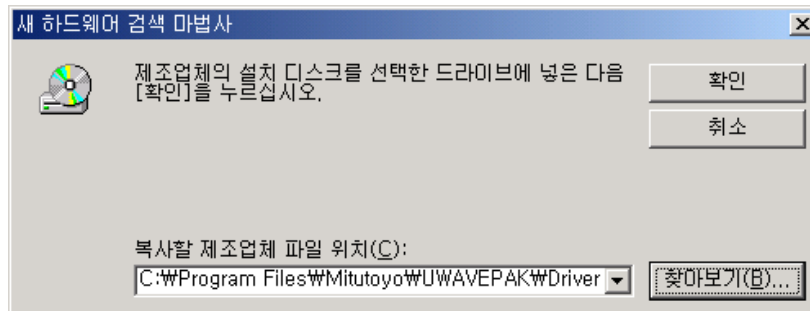 새 하드웨어 검색 마법사
제조업체의 설치 디스크를 선택한 드라이브에 넣은 다음
[확인]을 누르십시오.
확인
취소
복사할 제조업체 파일 위치(C):
C:₩Program Files₩Mitutoyo₩UWAVEPAK₩Driver
찾아보기(B)...